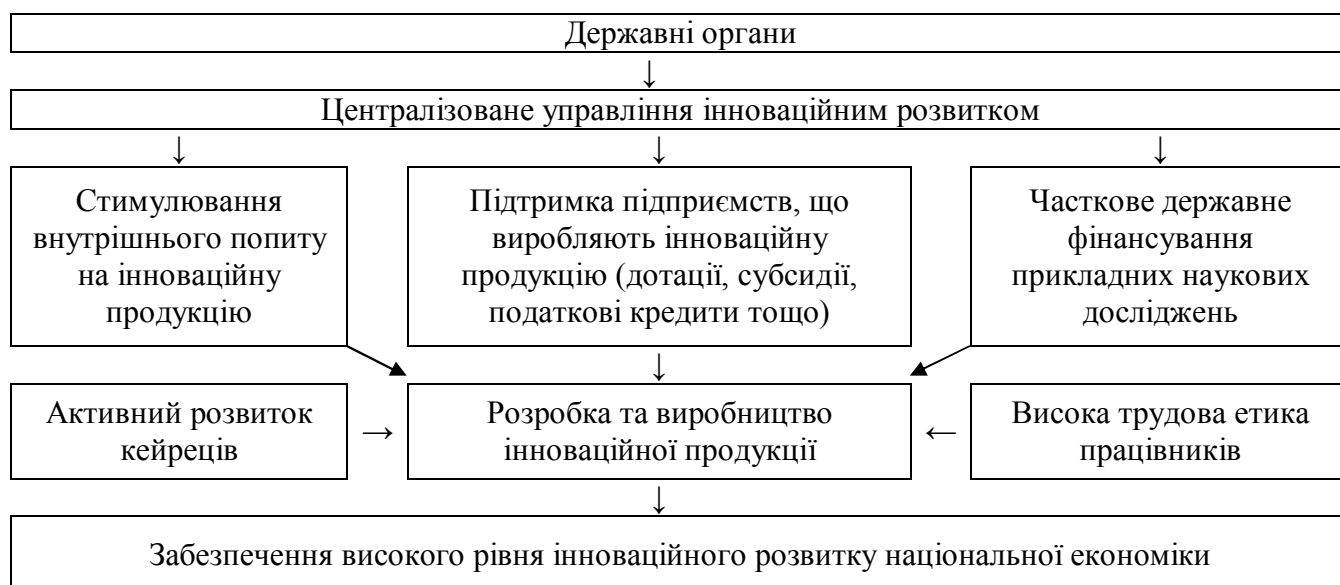 Державні органи
↓
Централізоване управління інноваційним розвитком
↓ ↓ ↓
Стимулювання
внутрішнього попиту
на інноваційну
продукцію
Підтримка підприємств, що
виробляють інноваційну
продукцію (дотації, субсидії,
податкові кредити тощо)
Часткове державне
фінансування
прикладних наукових
досліджень
↓
Активний розвиток
кейреців
→
Розробка та виробництво
інноваційної продукції
←
Висока трудова етика
працівників
↓
Забезпечення високого рівня інноваційного розвитку національної економіки